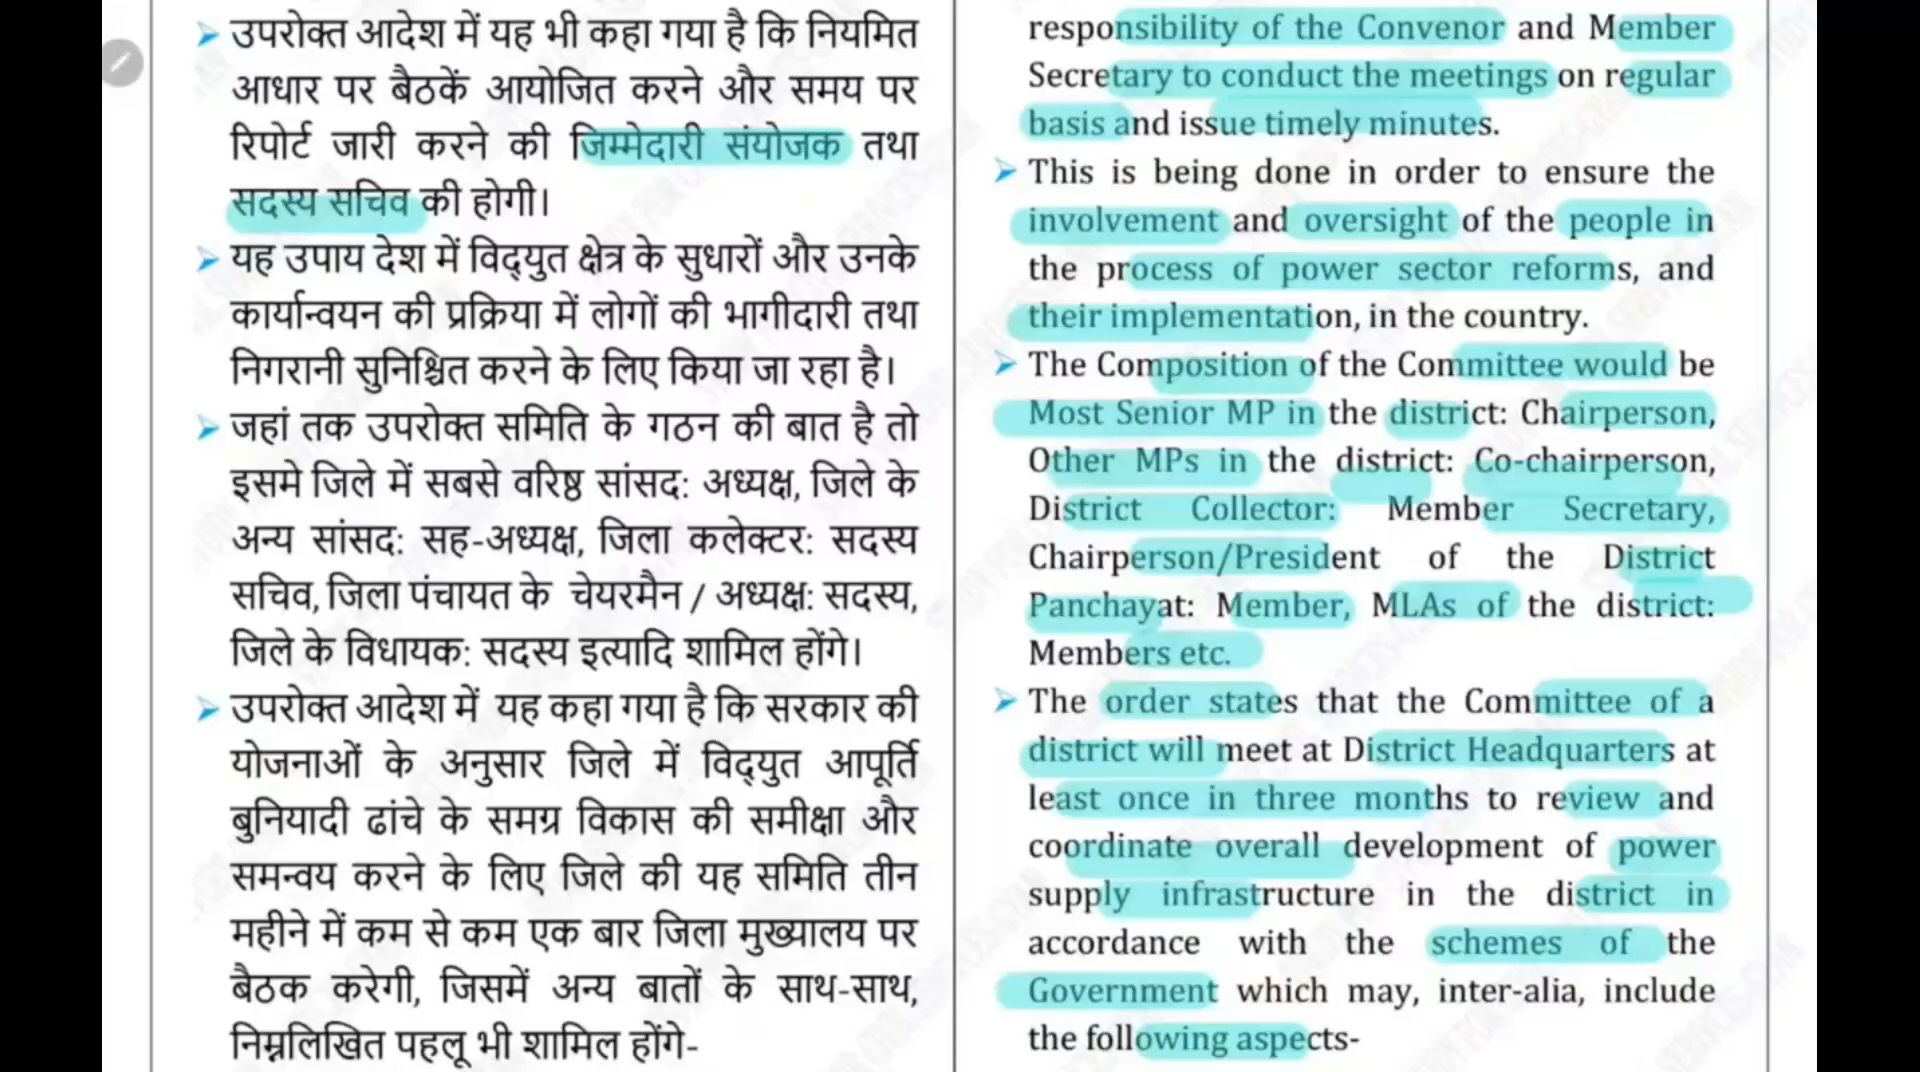 उपरोक्त आदेश में यह भी कहा गया है कि नियमित
आधार पर बैठकें आयोजित करने और समय पर
रिपोर्ट जारी करने की जिम्मेदारी संयोजक तथा
सदस्य सचिव की होगी।
यह उपाय देश में विद्युत क्षेत्र के सुधारों और उनके
कार्यान्वयन की प्रक्रिया में लोगों की भागीदारी तथा
निगरानी सुनिश्चित करने के लिए किया जा रहा है।
जहां तक उपरोक्त समिति के गठन की बात है तो
इसमे जिले में सबसे वरिष्ठ सांसद: अध्यक्ष, जिले के
अन्य सांसद: सह-अध्यक्ष, जिला कलेक्टर: सदस्य
सचिव, जिला पंचायत के चेयरमैन / अध्यक्ष: सदस्य,
जिले के विधायक: सदस्य इत्यादि शामिल होंगे।
उपरोक्त आदेश में यह कहा गया है कि सरकार की
योजनाओं के अनुसार जिले में विद्युत आपूर्ति
बुनियादी ढांचे के समग्र विकास की समीक्षा और
समन्वय करने के लिए जिले की यह समिति तीन
महीने में कम से कम एक बार जिला मुख्यालय पर
बैठक करेगी, जिसमें अन्य बातों के साथ-साथ,
निम्नलिखित पहलू भी शामिल होंगे-
responsibility of the Convenor and Member
Secretary to conduct the meetings on regular
basis and issue timely minutes.
This is being done in order to ensure the
involvement and oversight of the people in
the process of power sector reforms, and
their implementation, in the country.
The Composition of the Committee would be
Most Senior MP in the district: Chairperson,
Other MPs in the district: Co-chairperson,
District Collector: Member Secretary,
Chairperson/President of the District
Panchayat: Member, MLAs of the district:
Members etc.
The order states that the Committee of a
district will meet at District Headquarters at
least once in three months to review and
coordinate overall development of power
supply infrastructure in the district in
accordance with the schemes of the
Government which may, inter-alia, include
the following aspects-